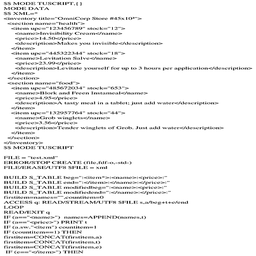 $$ MODE TUSCRIPT,{}
MODE DATA
$$ XML=*
<inventory title="OmniCorp Store #45x10³">
<section name="health">
<item upc="123456789" stock="12">
<name>Invisibility Cream</name>
<price>14.50</price>
<description>Makes you invisible</description>
</item>
<item upc="445322344" stock="18">
<name>Levitation Salve</name>
<price>23.99</price>
<description>Levitate yourself for up to 3 hours per application</description>
</item>
</section>
<section name="food">
<item upc="485672034" stock="653">
<name>Blork and Freen Instameal</name>
<price>4.95</price>
<description>A tasty meal in a tablet; just add water</description>
</item>
<item upc="132957764" stock="44">
<name>Grob winglets</name>
<price>3.56</price>
<description>Tender winglets of Grob. Just add water</description>
</item>
</section>
</inventory>
$$ MODE TUSCRIPT
FILE = "test.xml"
ERROR/STOP CREATE (file,fdf-o,-std-)
FILE/ERASE/UTF8 $FILE = xml
BUILD S_TABLE beg=":<item*>:<name>:<price>:"
BUILD S_TABLE end=":</item>:</name>:</price>:"
BUILD S_TABLE modifiedbeg=":<name>:<price>:"
BUILD S_TABLE modifiedend=":</name>:</price>:"
firstitem=names="",countitem=0
ACCESS q: READ/STREAM/UTF8 $FILE s,a/beg+t+e/end
LOOP
READ/EXIT q
IF (a=="<name>") names=APPEND(names,t)
IF (a=="<price>") PRINT t
IF (a.sw."<item") countitem=1
IF (countitem==1) THEN
firstitem=CONCAT(firstitem,a)
firstitem=CONCAT(firstitem,t)
firstitem=CONCAT(firstitem,e)
IF (e=="</item>") THEN